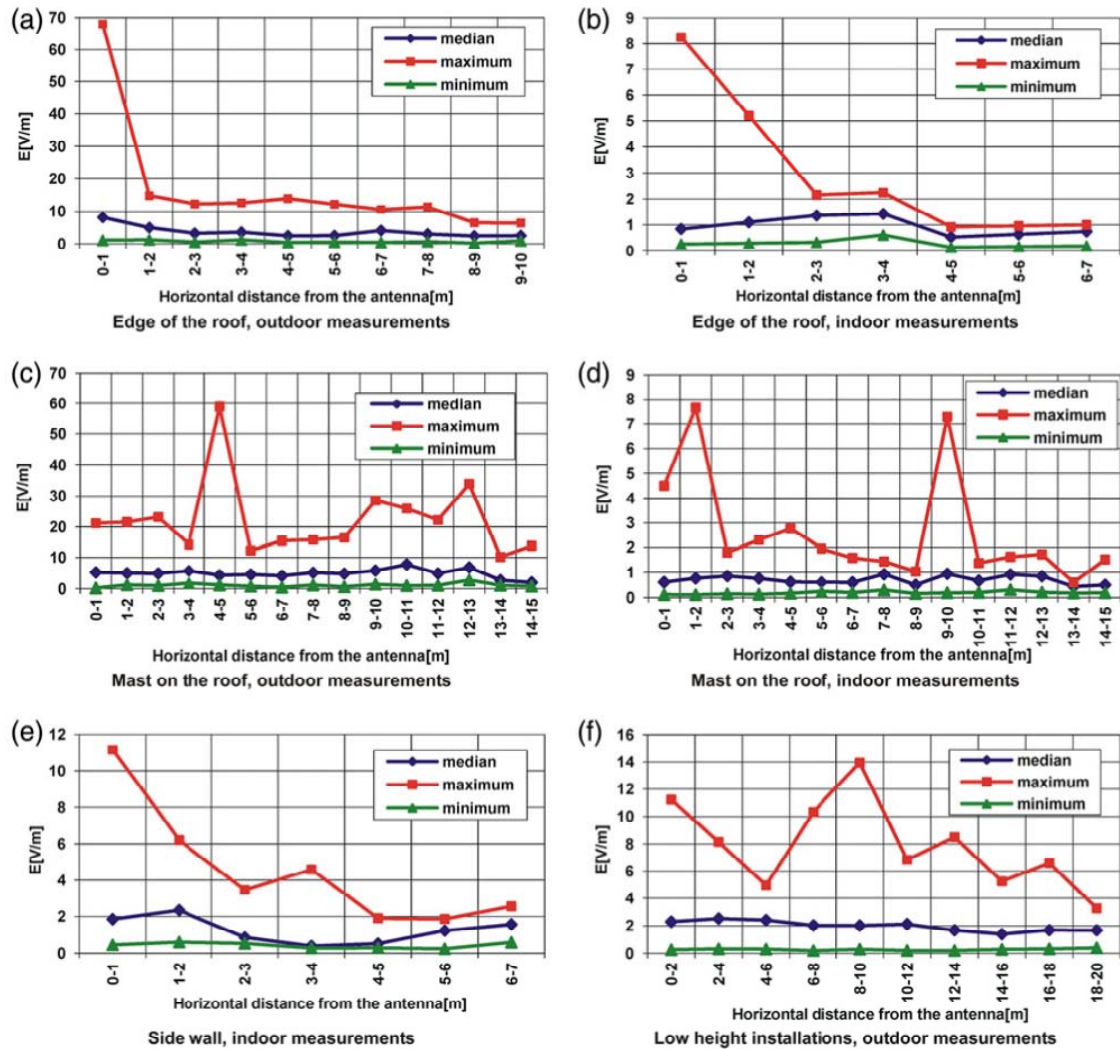 (a)
70
60
50
40
30
20
10
0
E[V/m]
median
maximum
minimum
0-1
1-2
2-3
3-4
4-5
5-6
6-7
7-8
8-9
9-10
Horizontal distance from the antenna[m]
Edge of the roof, outdoor measurements
(b)
9
8
7
6
5
4
3
2
1
0
E[V/m]
median
maximum
minimum
0-1
1-2
2-3
3-4
4-5
5-6
6-7
Horizontal distance from the antenna[m]
Edge of the roof, indoor measurements
(c)
70
60
50
40
30
20
10
0
E[V/m]
median
maximum
minimum
0-1
1-2
2-3
3-4
4-5
5-6
6-7
7-8
8-9
9-10
10-11
11-12
12-13
13-14
14-15
Horizontal distance from the antenna[m]
Mast on the roof, outdoor measurements
(d)
9
8
7
6
5
4
3
2
1
0
E[V/m]
median
maximum
minimum
0-1
1-2
2-3
3-4
4-5
5-6
6-7
7-8
8-9
9-10
10-11
11-12
12-13
13-14
14-15
Horizontal distance from the antenna[m]
Mast on the roof, indoor measurements
(e)
12
10
8
6
4
2
0
E[V/m]
median
maximum
minimum
0-1
1-2
2-3
3-4
4-5
5-6
6-7
Horizontal distance from the antenna[m]
Side wall, indoor measurements
(f)
16
14
12
10
8
6
4
2
0
E[V/m]
median
maximum
minimum
0-2
2-4
4-6
6-8
8-10
10-12
12-14
14-16
16-18
18-20
Horizontal distance from the antenna[m]
Low height installations, outdoor measurements